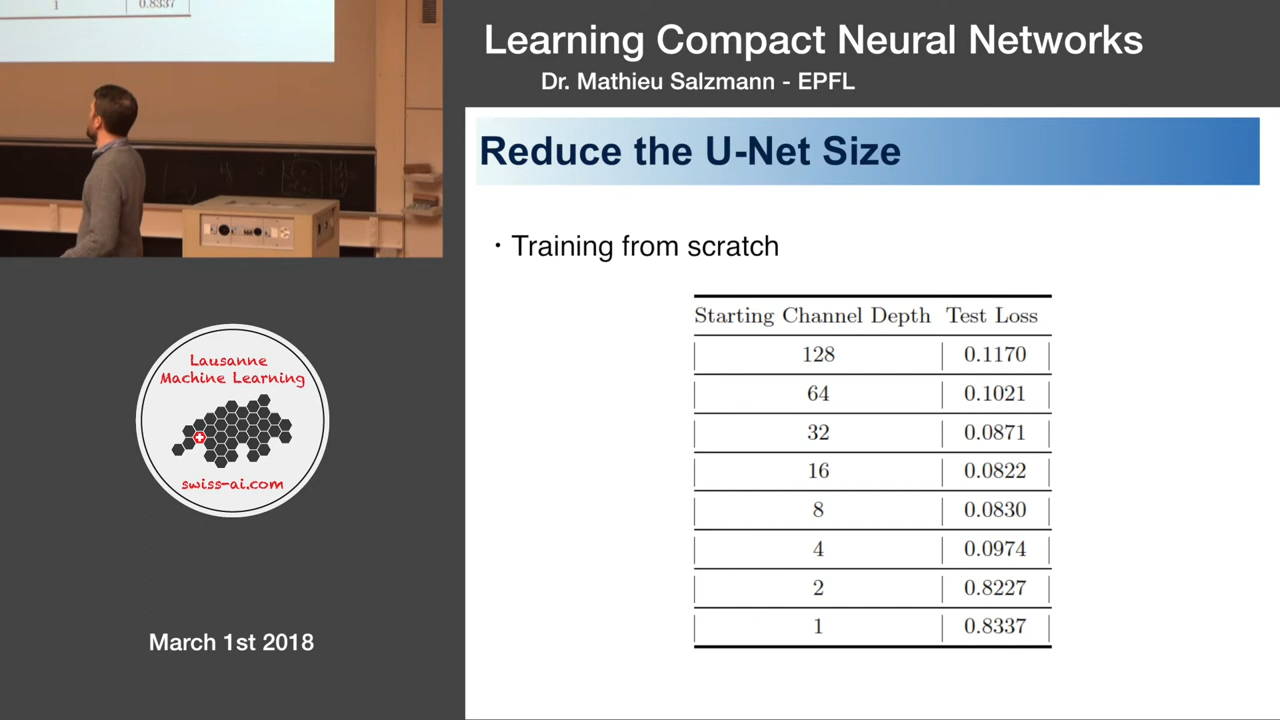 1 0.8337
Learning Compact Neural Networks
Dr. Mathieu Salzmann - EPFL
Reduce the U-Net Size
· Training from scratch
Starting Channel Depth Test Loss
128 0.1170
64 0.1021
32 0.0871
16 0.0822
8 0.0830
4 0.0974
2 0.8227
1 0.8337
Lausanne
Machine Learning
swiss-ai.com
March 1st 2018